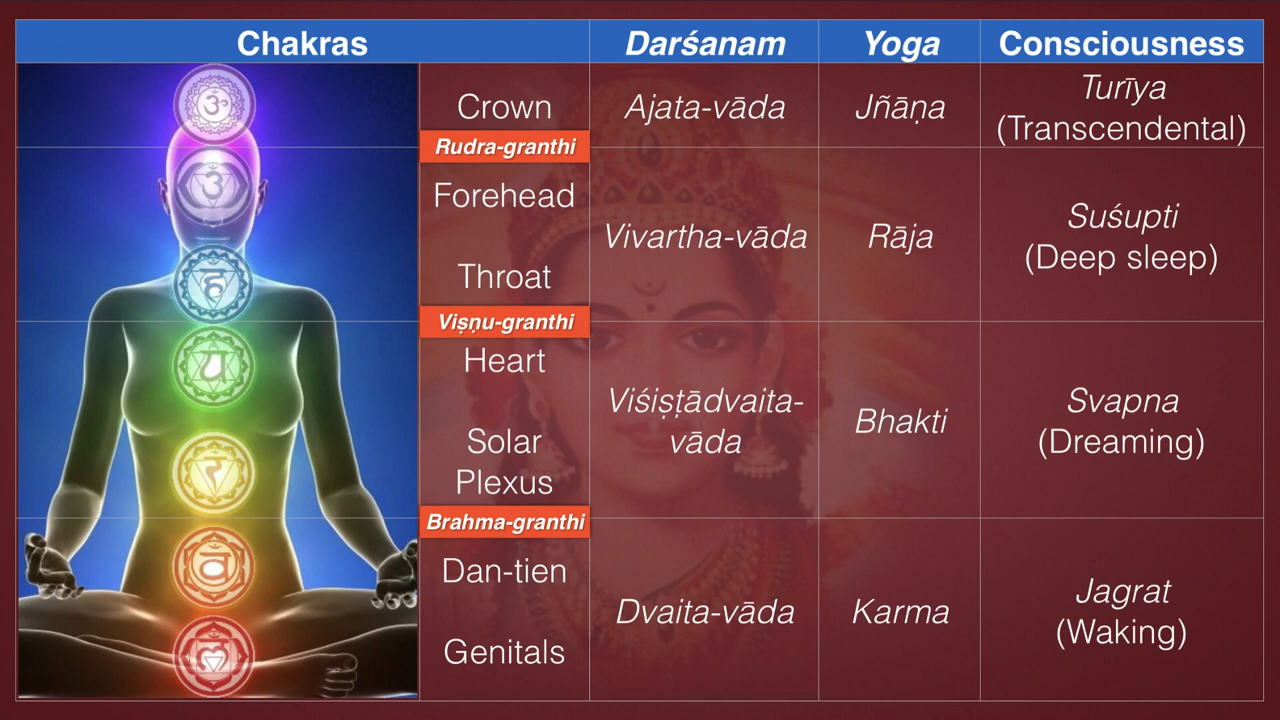 Chakras Darśanam Yoga Consciousness
Crown Ajata-vāda Jñāṇa Turīya
(Transcendental)
Rudra-granthi
Forehead
Throat
Vivartha-vāda Rāja Suśupti
(Deep sleep)
Viṣṇu-granthi
Heart
Solar
Plexus
Viśiṣṭādvaita-
vāda
Bhakti
Svapna
(Dreaming)
Brahma-granthi
Dan-tien
Genitals
Dvaita-vāda Karma Jagrat
(Waking)
ॐ
ॐ
हं
यं
रं
वं
लं